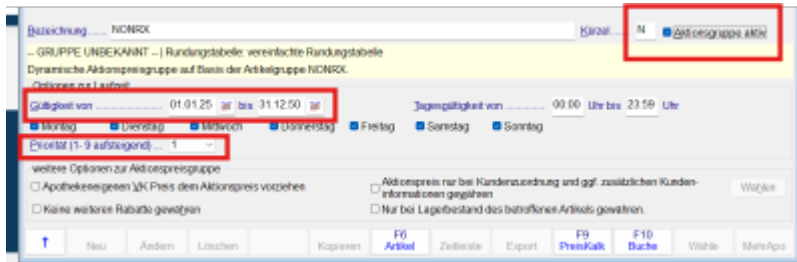 Bezeichnung...... NONRX Kürzel...... N Aktionsgruppe aktiv
-- GRUPPE UNBEKANNT -- | Rundungstabelle: vereinfachte Rundungstabelle
Dynamische Aktionspreisgruppe auf Basis der Artikelgruppe NONRX.
Optionen zur Laufzeit
Gültigkeit von .................... 01.01.25 bis 31.12.50 Tagesgültigkeit von ............ 00:00 Uhr bis 23:59 Uhr
Montag Dienstag Mittwoch Donnerstag Freitag Samstag Sonntag
Priorität (1- 9 aufsteigend) ... 1
weitere Optionen zur Aktionspreisgruppe
Apothekeneigenen VK Preis dem Aktionspreis vorziehen
Aktionspreis nur bei Kundenzuordnung und ggf. zusätzlichen Kunden-
informationen gewähren
Wählen
Keine weiteren Rabatte gewähren
Nur bei Lagerbestand des betroffenen Artikels gewähren.
F6 F9 F10
Neu Ändern Löschen Kopieren Artikel Zeitleiste Export PreisKalk Buche Wähle MehrApo